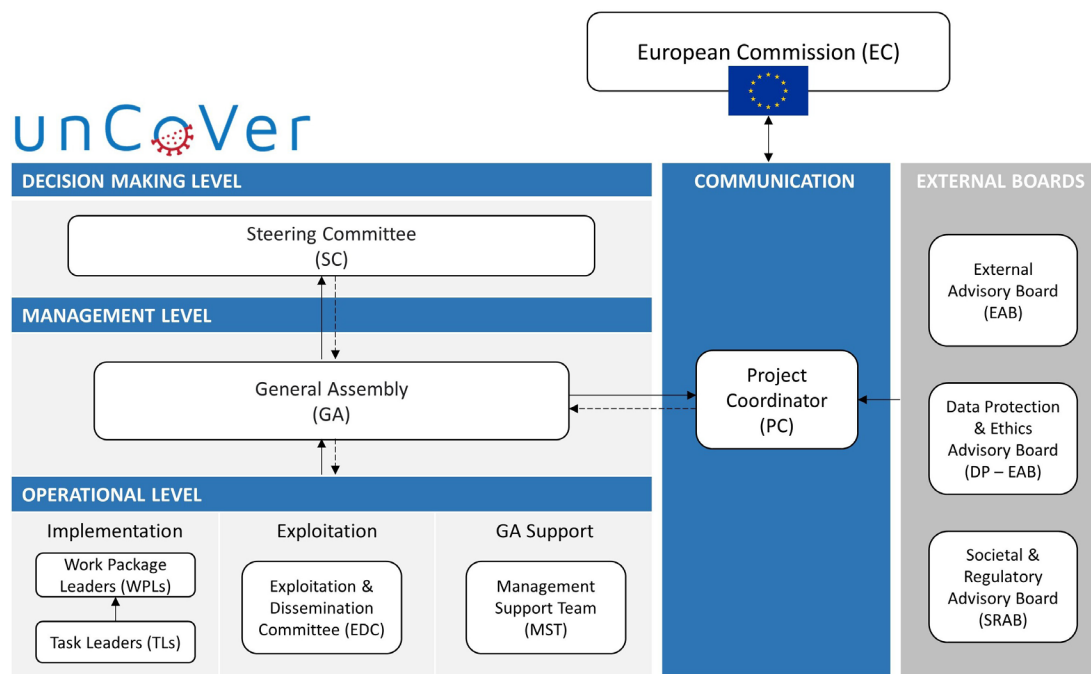 European Commission (EC)
unCoVer
DECISION MAKING LEVEL
COMMUNICATION
EXTERNAL BOARDS
Steering Committee
(SC)
External
Advisory Board
(EAB)
MANAGEMENT LEVEL
General Assembly
(GA)
Project
Coordinator
(PC)
Data Protection
& Ethics
Advisory Board
(DP – EAB)
OPERATIONAL LEVEL
Implementation
Exploitation
GA Support
Work Package
Leaders (WPLs)
Task Leaders (TLs)
Exploitation &
Dissemination
Committee (EDC)
Management
Support Team
(MST)
Societal &
Regulatory
Advisory Board
(SRAB)